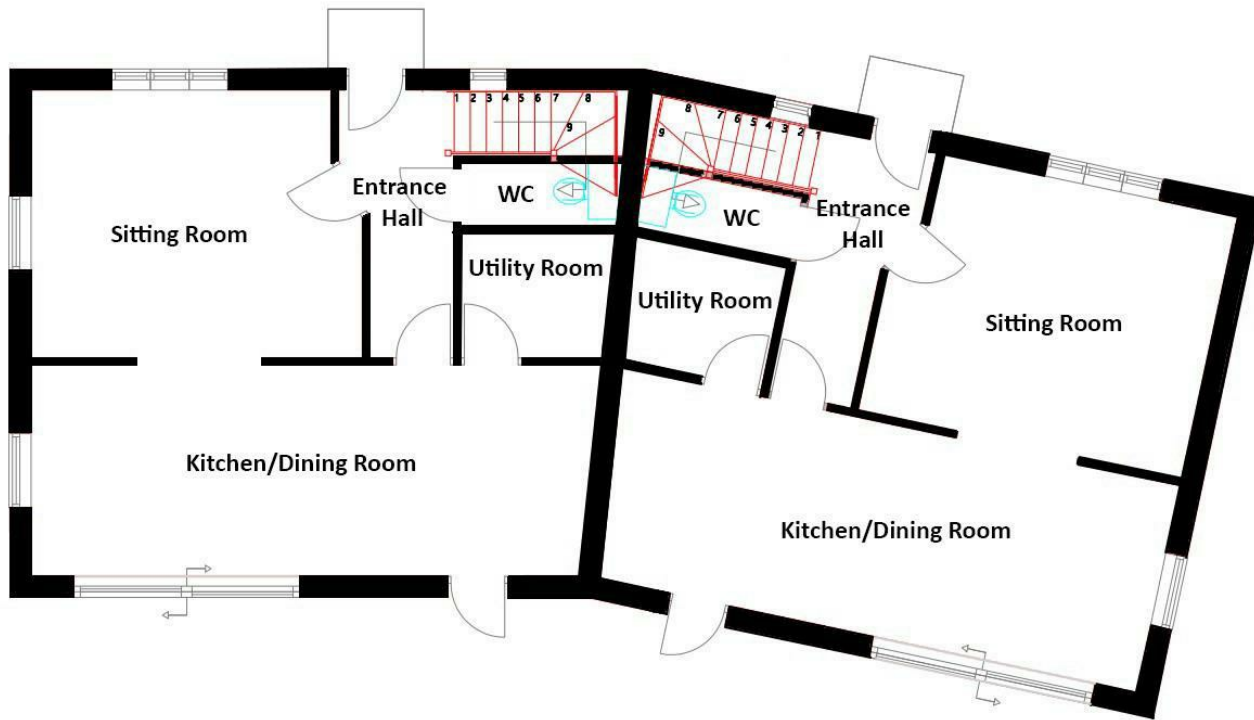 1 2 3 4 5 6 7 8
9
8 7 6 5 4 3 2 1
9
Entrance
Hall
WC
WC
Entrance
Hall
Sitting Room
Utility Room
Utility Room
Sitting Room
Kitchen/Dining Room
Kitchen/Dining Room